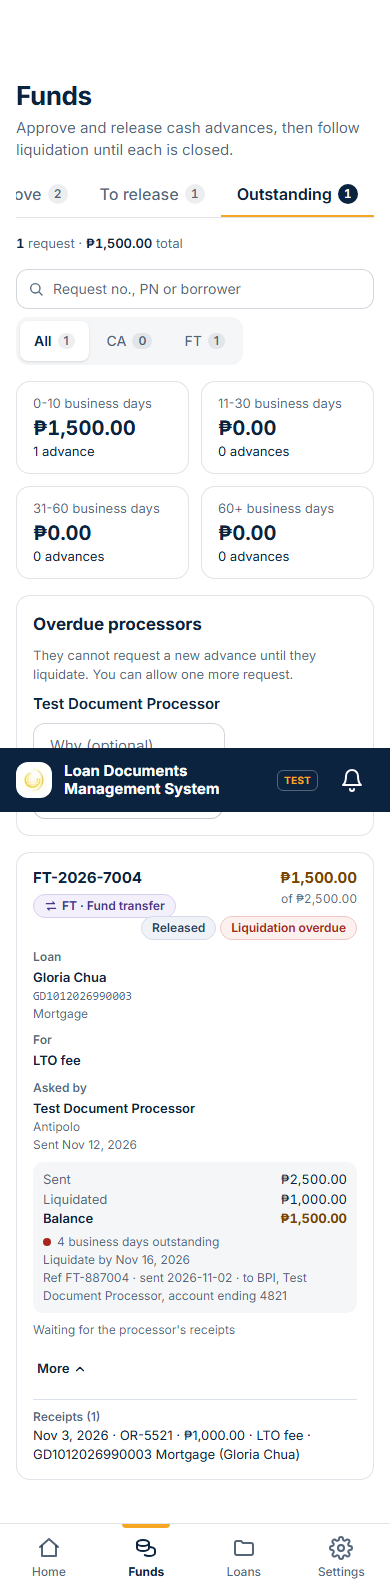 Funds
Approve and release cash advances, then follow
liquidation until each is closed.
ove 2 To release 1 Outstanding 1
1 request · ₱1,500.00 total
Request no., PN or borrower
All 1 CA 0 FT 1
0-10 business days
₱1,500.00
1 advance
11-30 business days
₱0.00
0 advances
31-60 business days
₱0.00
0 advances
60+ business days
₱0.00
0 advances
Overdue processors
They cannot request a new advance until they
liquidate. You can allow one more request.
Test Document Processor
Why (optional)
Loan Documents
Management System
TEST
FT-2026-7004
₱1,500.00
FT · Fund transfer
of ₱2,500.00
Released Liquidation overdue
Loan
Gloria Chua
GD1012026990003
Mortgage
For
LTO fee
Asked by
Test Document Processor
Antipolo
Sent Nov 12, 2026
Sent ₱2,500.00
Liquidated ₱1,000.00
Balance ₱1,500.00
4 business days outstanding
Liquidate by Nov 16, 2026
Ref FT-887004 · sent 2026-11-02 · to BPI, Test
Document Processor, account ending 4821
Waiting for the processor's receipts
More
Receipts (1)
Nov 3, 2026 · OR-5521 · ₱1,000.00 · LTO fee ·
GD1012026990003 Mortgage (Gloria Chua)
Home Funds Loans Settings